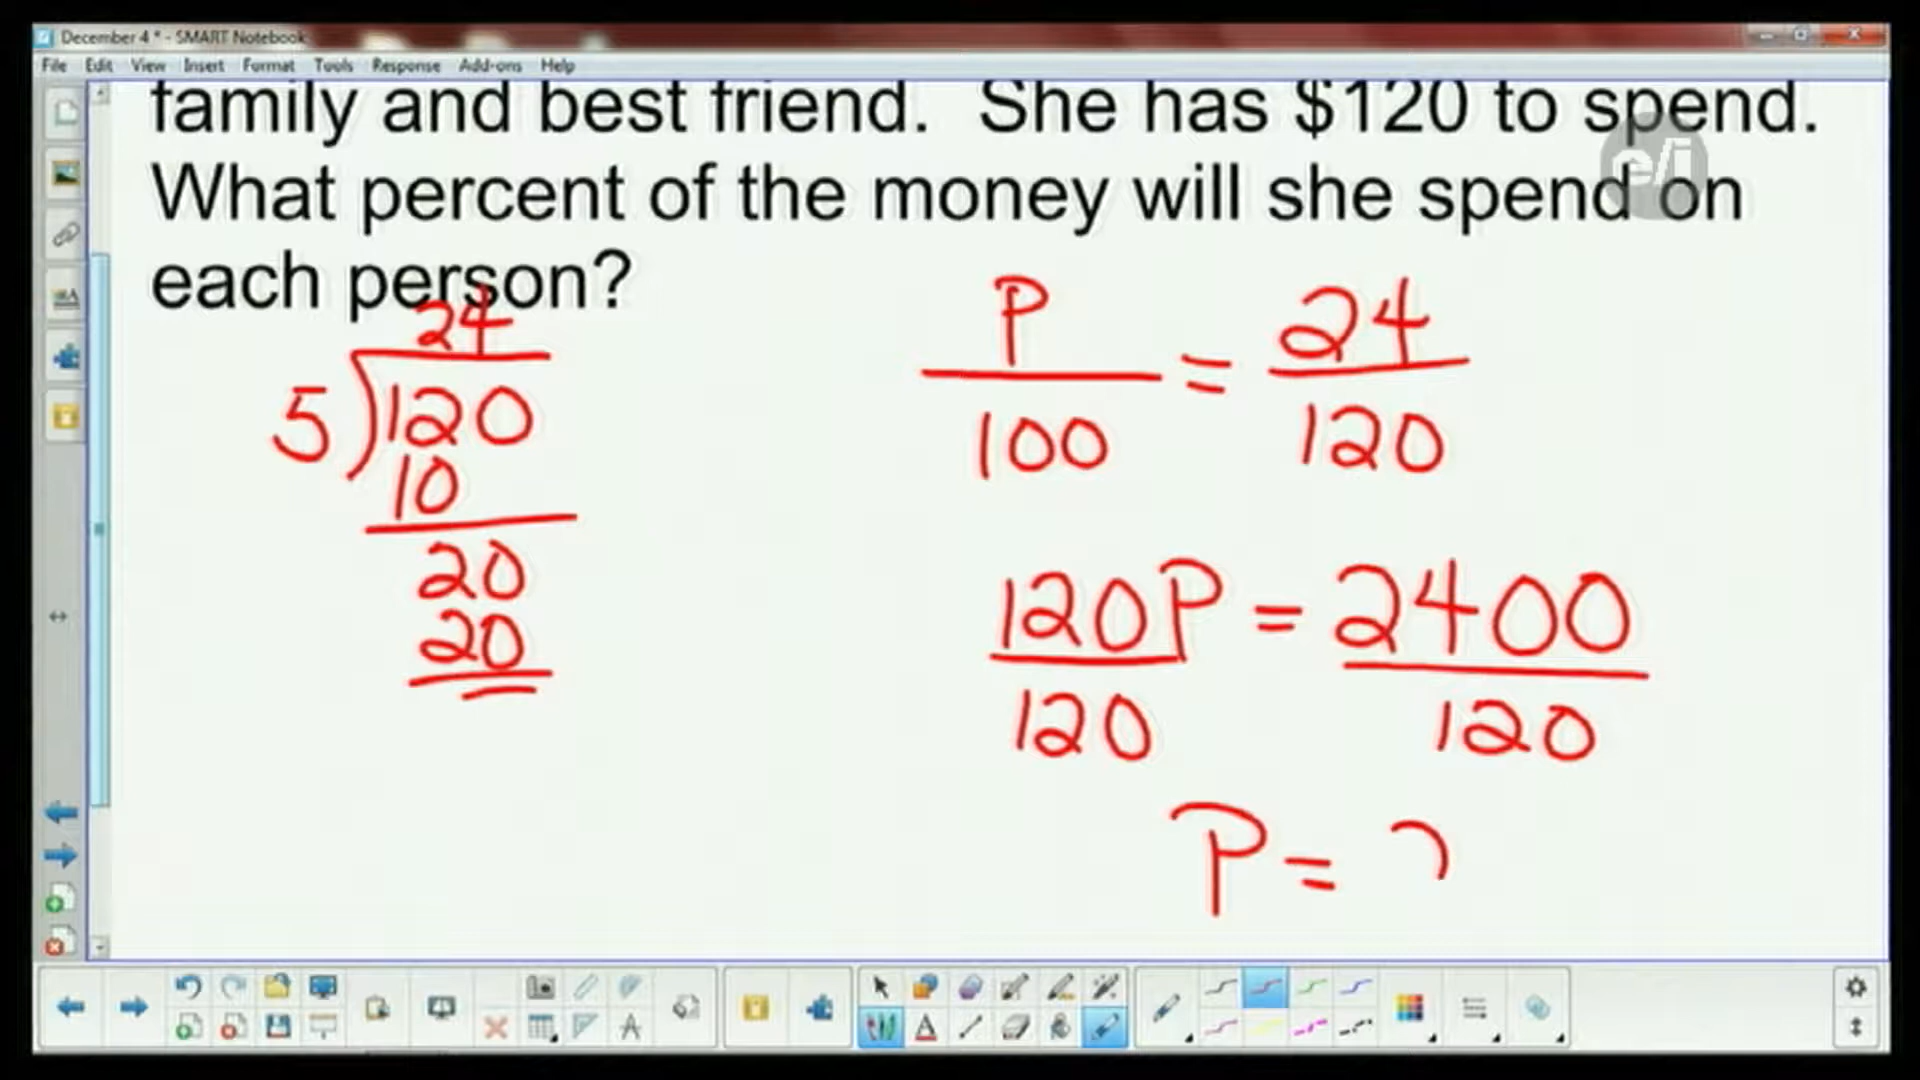 December 4 * - SMART Notebook
File Edit View Insert Format Tools Response Add-ons Help
family and best friend. She has $120 to spend.
What percent of the money will she spend on
each person?
e/i
24
5 120
10
20
20
P = 24
100 120
120P = 2400
120 120
P =